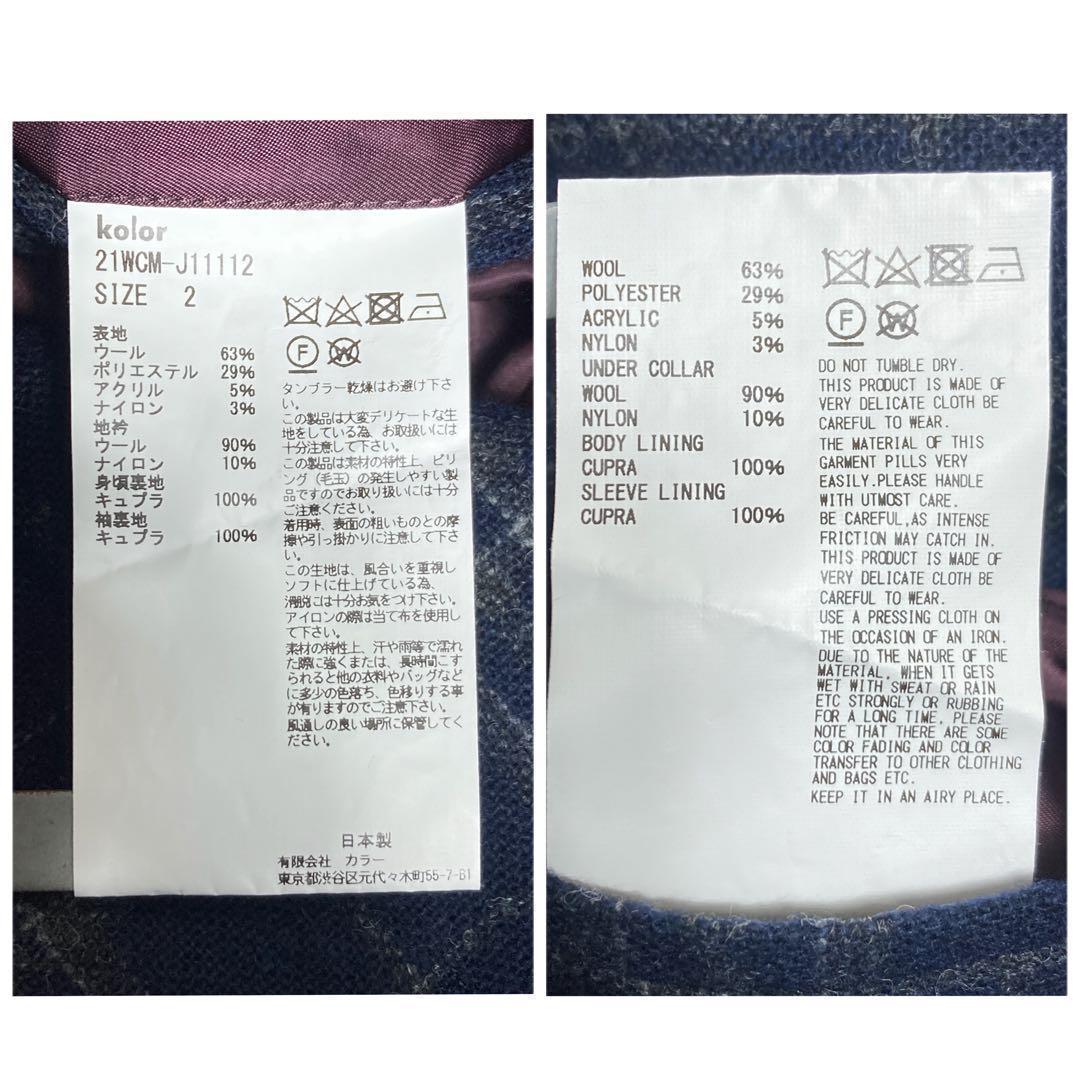 kolor
21WCM-J11112
SIZE 2
表地
ウール 63%
ポリエステル 29%
アクリル 5%
ナイロン 3%
地衿
ウール 90%
ナイロン 10%
身頃裏地
キュプラ 100%
袖裏地
キュプラ 100%
F
W
タンブラー乾燥はお避け下さ
い。
この製品は大変デリケートな生
地をしている為、お取扱いには
十分注意して下さい。
この製品は素材の特性上、ピリ
ング(毛玉)の発生しやすい製
品ですのでお取り扱いには十分
ご注意ください。
着用時、表面の粗いものとの摩
擦や引っ掛かりに注意して下さ
い。
この生地は、風合いを重視し
ソフトに仕上げている為、
滑脱には十分お気をつけ下さい。
アイロンの際は当て布を使用し
て下さい。
素材の特性上、汗や雨等で濡れ
た際に強くまたは、長時間こす
られると他の衣料やバッグなど
に多少の色落ち、色移りする事
が有りますのでご注意下さい。
風通しの良い場所に保管してく
ださい。
日本製
有限会社 カラー
東京都渋谷区元代々木町55-7-B1
WOOL 63%
POLYESTER 29%
ACRYLIC 5%
NYLON 3%
UNDER COLLAR
WOOL 90%
NYLON 10%
BODY LINING
CUPRA 100%
SLEEVE LINING
CUPRA 100%
F
W
DO NOT TUMBLE DRY.
THIS PRODUCT IS MADE OF
VERY DELICATE CLOTH BE
CAREFUL TO WEAR.
THE MATERIAL OF THIS
GARMENT PILLS VERY
EASILY.PLEASE HANDLE
WITH UTMOST CARE.
BE CAREFUL,AS INTENSE
FRICTION MAY CATCH IN.
THIS PRODUCT IS MADE OF
VERY DELICATE CLOTH BE
CAREFUL TO WEAR.
USE A PRESSING CLOTH ON
THE OCCASION OF AN IRON.
DUE TO THE NATURE OF THE
MATERIAL, WHEN IT GETS
WET WITH SWEAT OR RAIN
ETC STRONGLY OR RUBBING
FOR A LONG TIME, PLEASE
NOTE THAT THERE ARE SOME
COLOR FADING AND COLOR
TRANSFER TO OTHER CLOTHING
AND BAGS ETC.
KEEP IT IN AN AIRY PLACE.